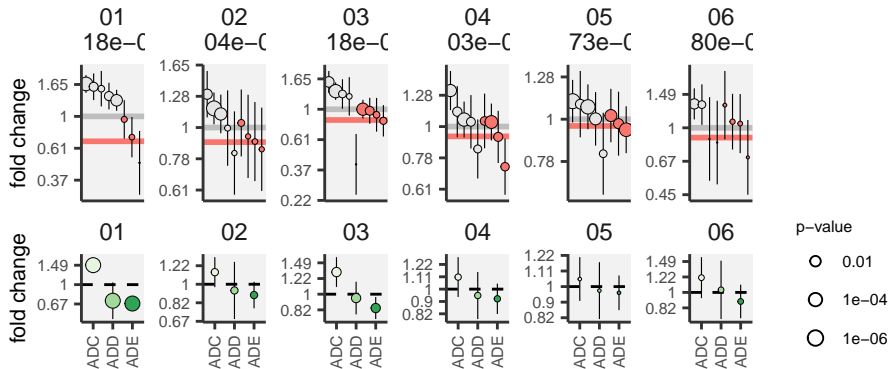 01 02 03 04 05 06
18e−0 04e−0 18e−0 03e−0 73e−0 80e−0
fold change
1.65 1 0.61 0.37
1.65 1.28 1 0.78 0.61
1.65 1 0.61 0.37 0.22
1.28 1 0.78 0.61
1.28 1 0.78
1.49 1 0.67 0.45
01 02 03 04 05 06
fold change
1.49 1 0.67
1.22 1 0.82 0.67
1.49 1.22 1 0.82
1.22 1.11 1 0.9 0.82
1.22 1.11 1 0.9 0.82
1.49 1.22 1 0.82
ADC ADD ADE
ADC ADD ADE
ADC ADD ADE
ADC ADD ADE
ADC ADD ADE
ADC ADD ADE
p−value
0.01
1e−04
1e−06